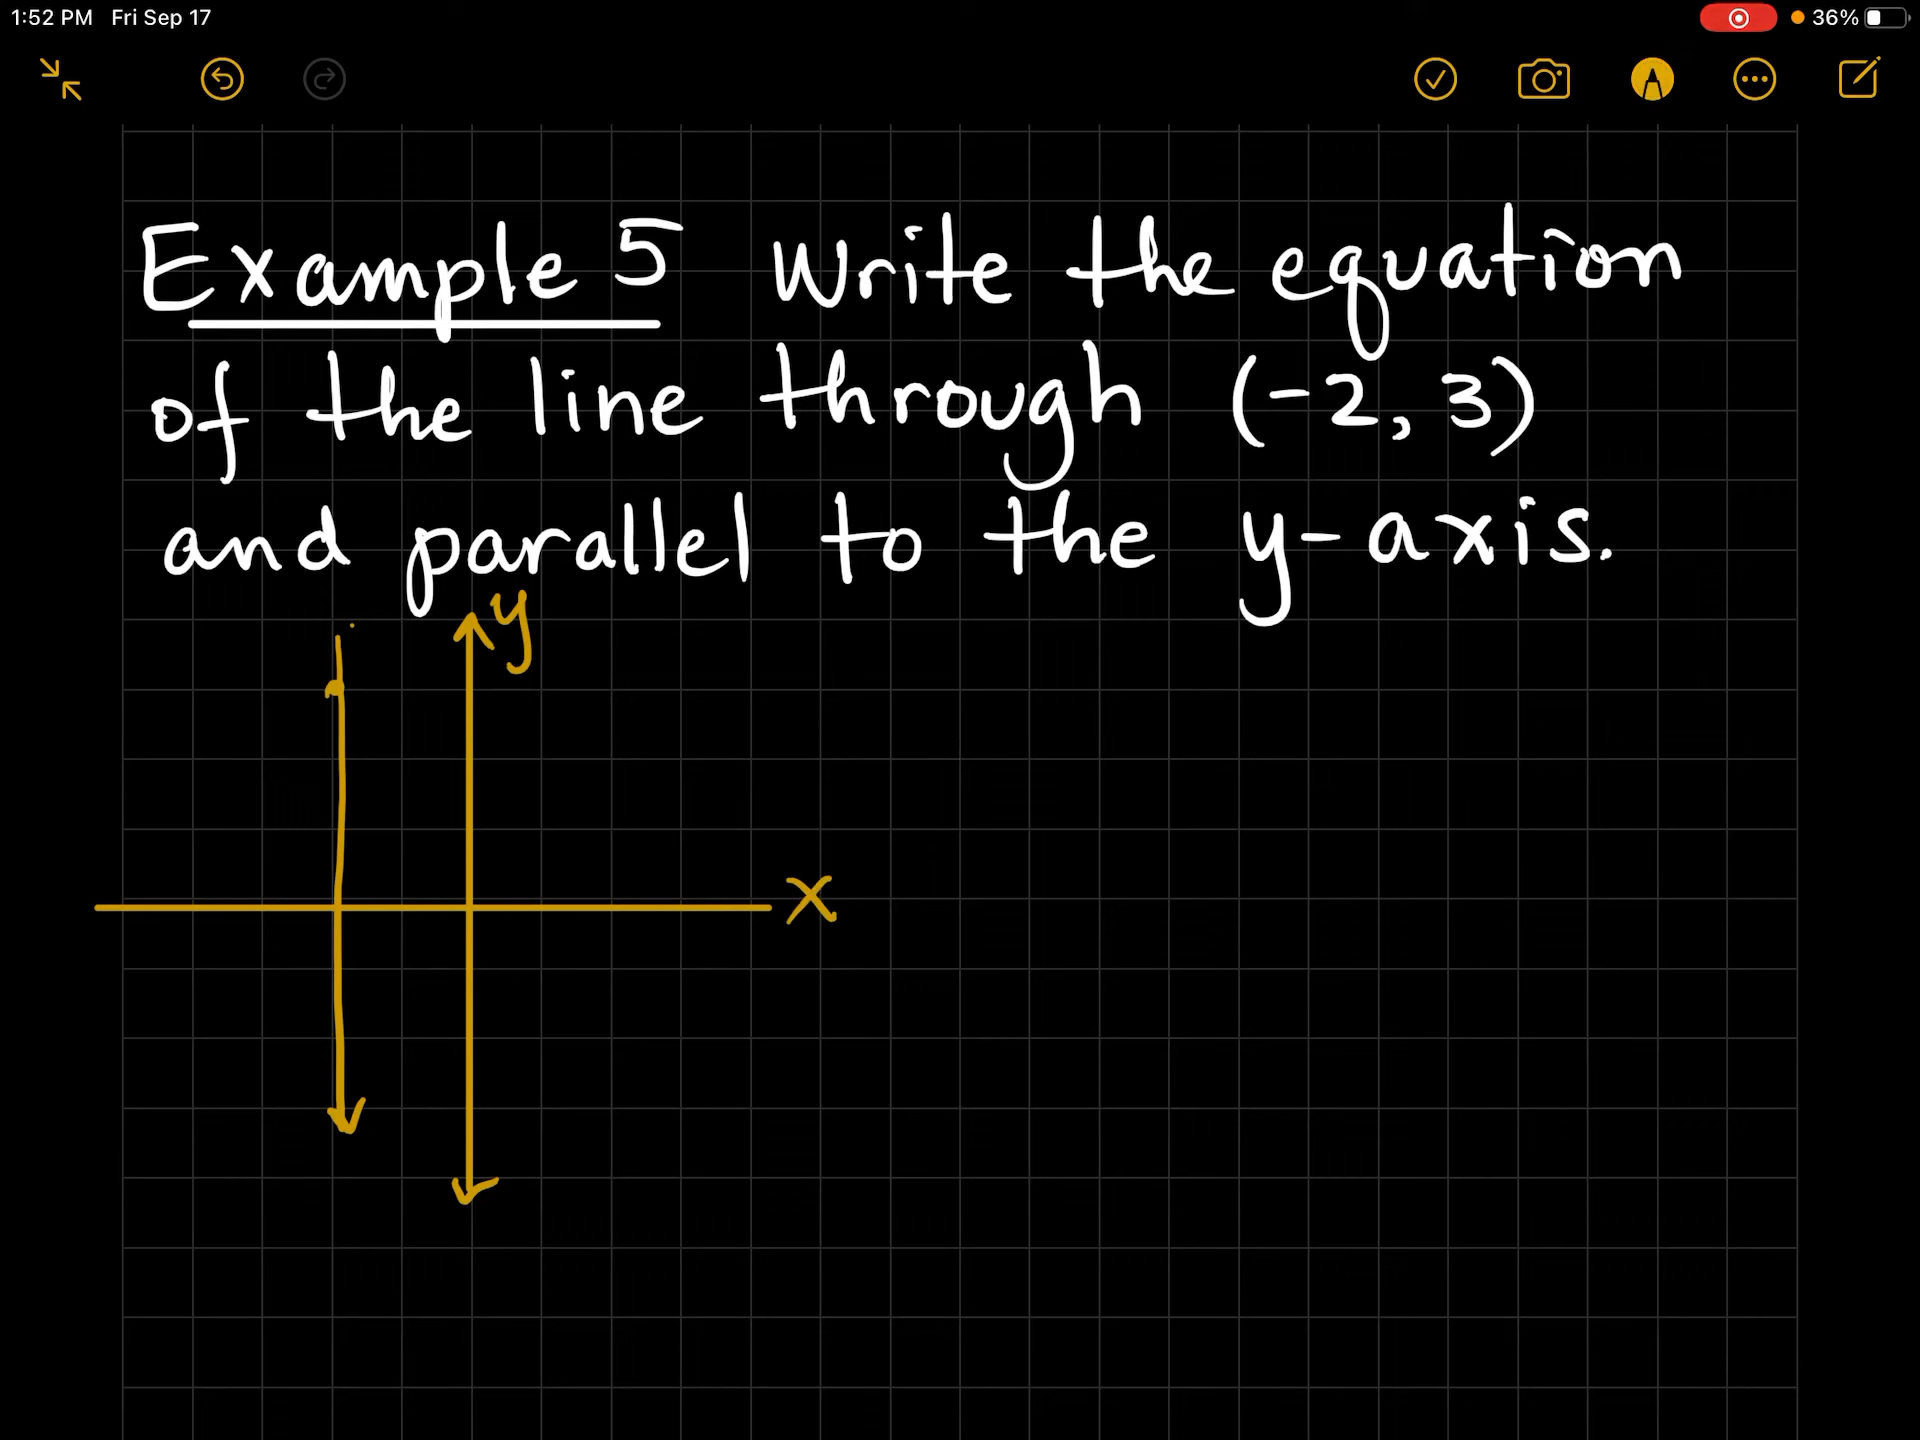 1:52 PM Fri Sep 17
36%
Example 5 Write the equation
of the line through (-2, 3)
and parallel to the y-axis.
y
x